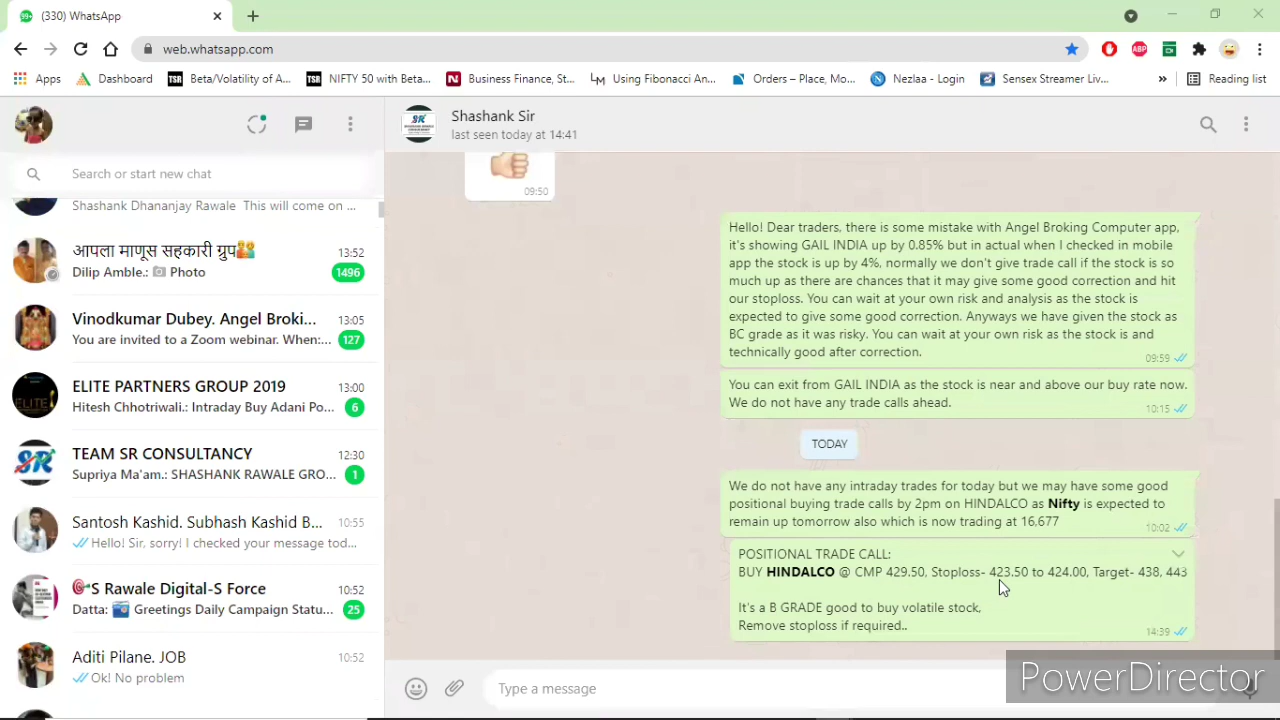 (330) WhatsApp
web.whatsapp.com
Apps Dashboard Beta/Volatility of A... NIFTY 50 with Beta... Business Finance, St... Using Fibonacci An... Orders – Place, Mo... Nezlaa - Login Sensex Streamer Liv... » Reading list
Shashank Sir
last seen today at 14:41
Search or start new chat
Shashank Dhananjay Rawale This will come on ...
आपला माणूस सहकारी ग्रुप 13:52
Dilip Amble.: Photo 1496
Vinodkumar Dubey. Angel Broki... 13:05
You are invited to a Zoom webinar. When:... 127
ELITE PARTNERS GROUP 2019 13:00
Hitesh Chhotriwali.: Intraday Buy Adani Po... 6
TEAM SR CONSULTANCY 12:30
Supriya Ma'am.: SHASHANK RAWALE GRO... 1
Santosh Kashid. Subhash Kashid B... 10:55
Hello! Sir, sorry! I checked your message tod...
S Rawale Digital-S Force 10:52
Datta: Greetings Daily Campaign Statu... 25
Aditi Pilane. JOB 10:52
Ok! No problem
09:50
Hello! Dear traders, there is some mistake with Angel Broking Computer app,
it's showing GAIL INDIA up by 0.85% but in actual when I checked in mobile
app the stock is up by 4%, normally we don't give trade call if the stock is so
much up as there are chances that it may give some good correction and hit
our stoploss. You can wait at your own risk and analysis as the stock is
expected to give some good correction. Anyways we have given the stock as
BC grade as it was risky. You can wait at your own risk as the stock is and
technically good after correction. 09:59
You can exit from GAIL INDIA as the stock is near and above our buy rate now.
We do not have any trade calls ahead. 10:15
TODAY
We do not have any intraday trades for today but we may have some good
positional buying trade calls by 2pm on HINDALCO as Nifty is expected to
remain up tomorrow also which is now trading at 16,677 10:02
POSITIONAL TRADE CALL:
BUY HINDALCO @ CMP 429.50, Stoploss- 423.50 to 424.00, Target- 438, 443
It's a B GRADE good to buy volatile stock,
Remove stoploss if required.. 14:39
Type a message
PowerDirector